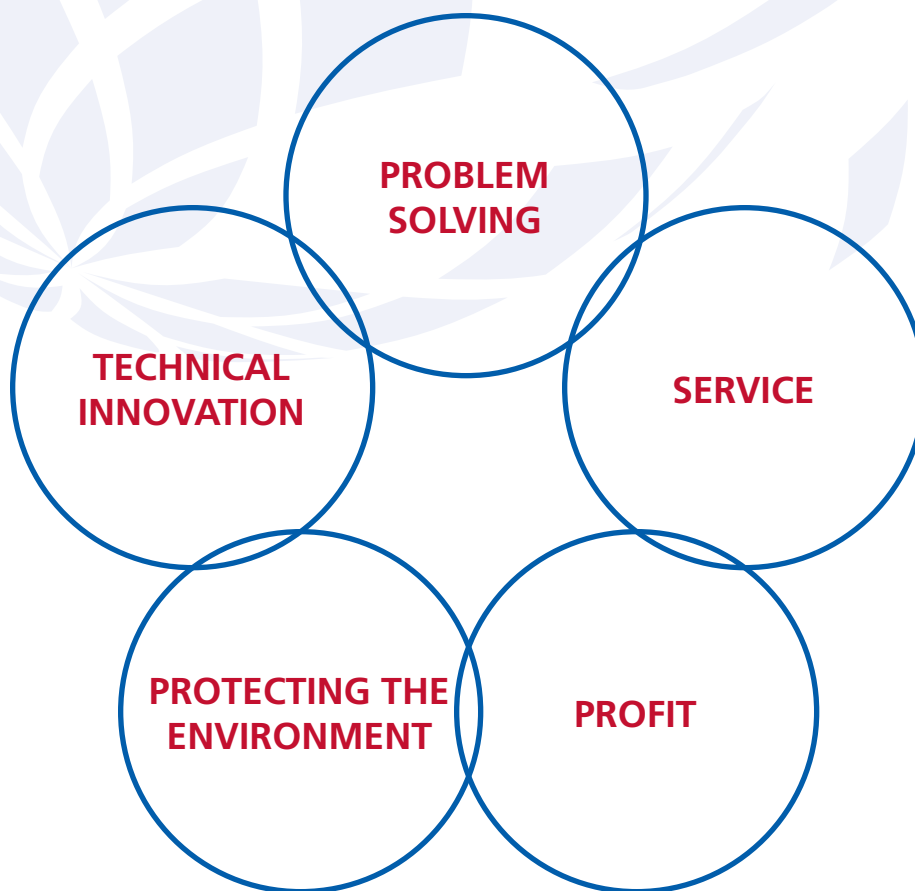 PROBLEM
SOLVING
TECHNICAL
INNOVATION
SERVICE
PROTECTING THE
ENVIRONMENT
PROFIT